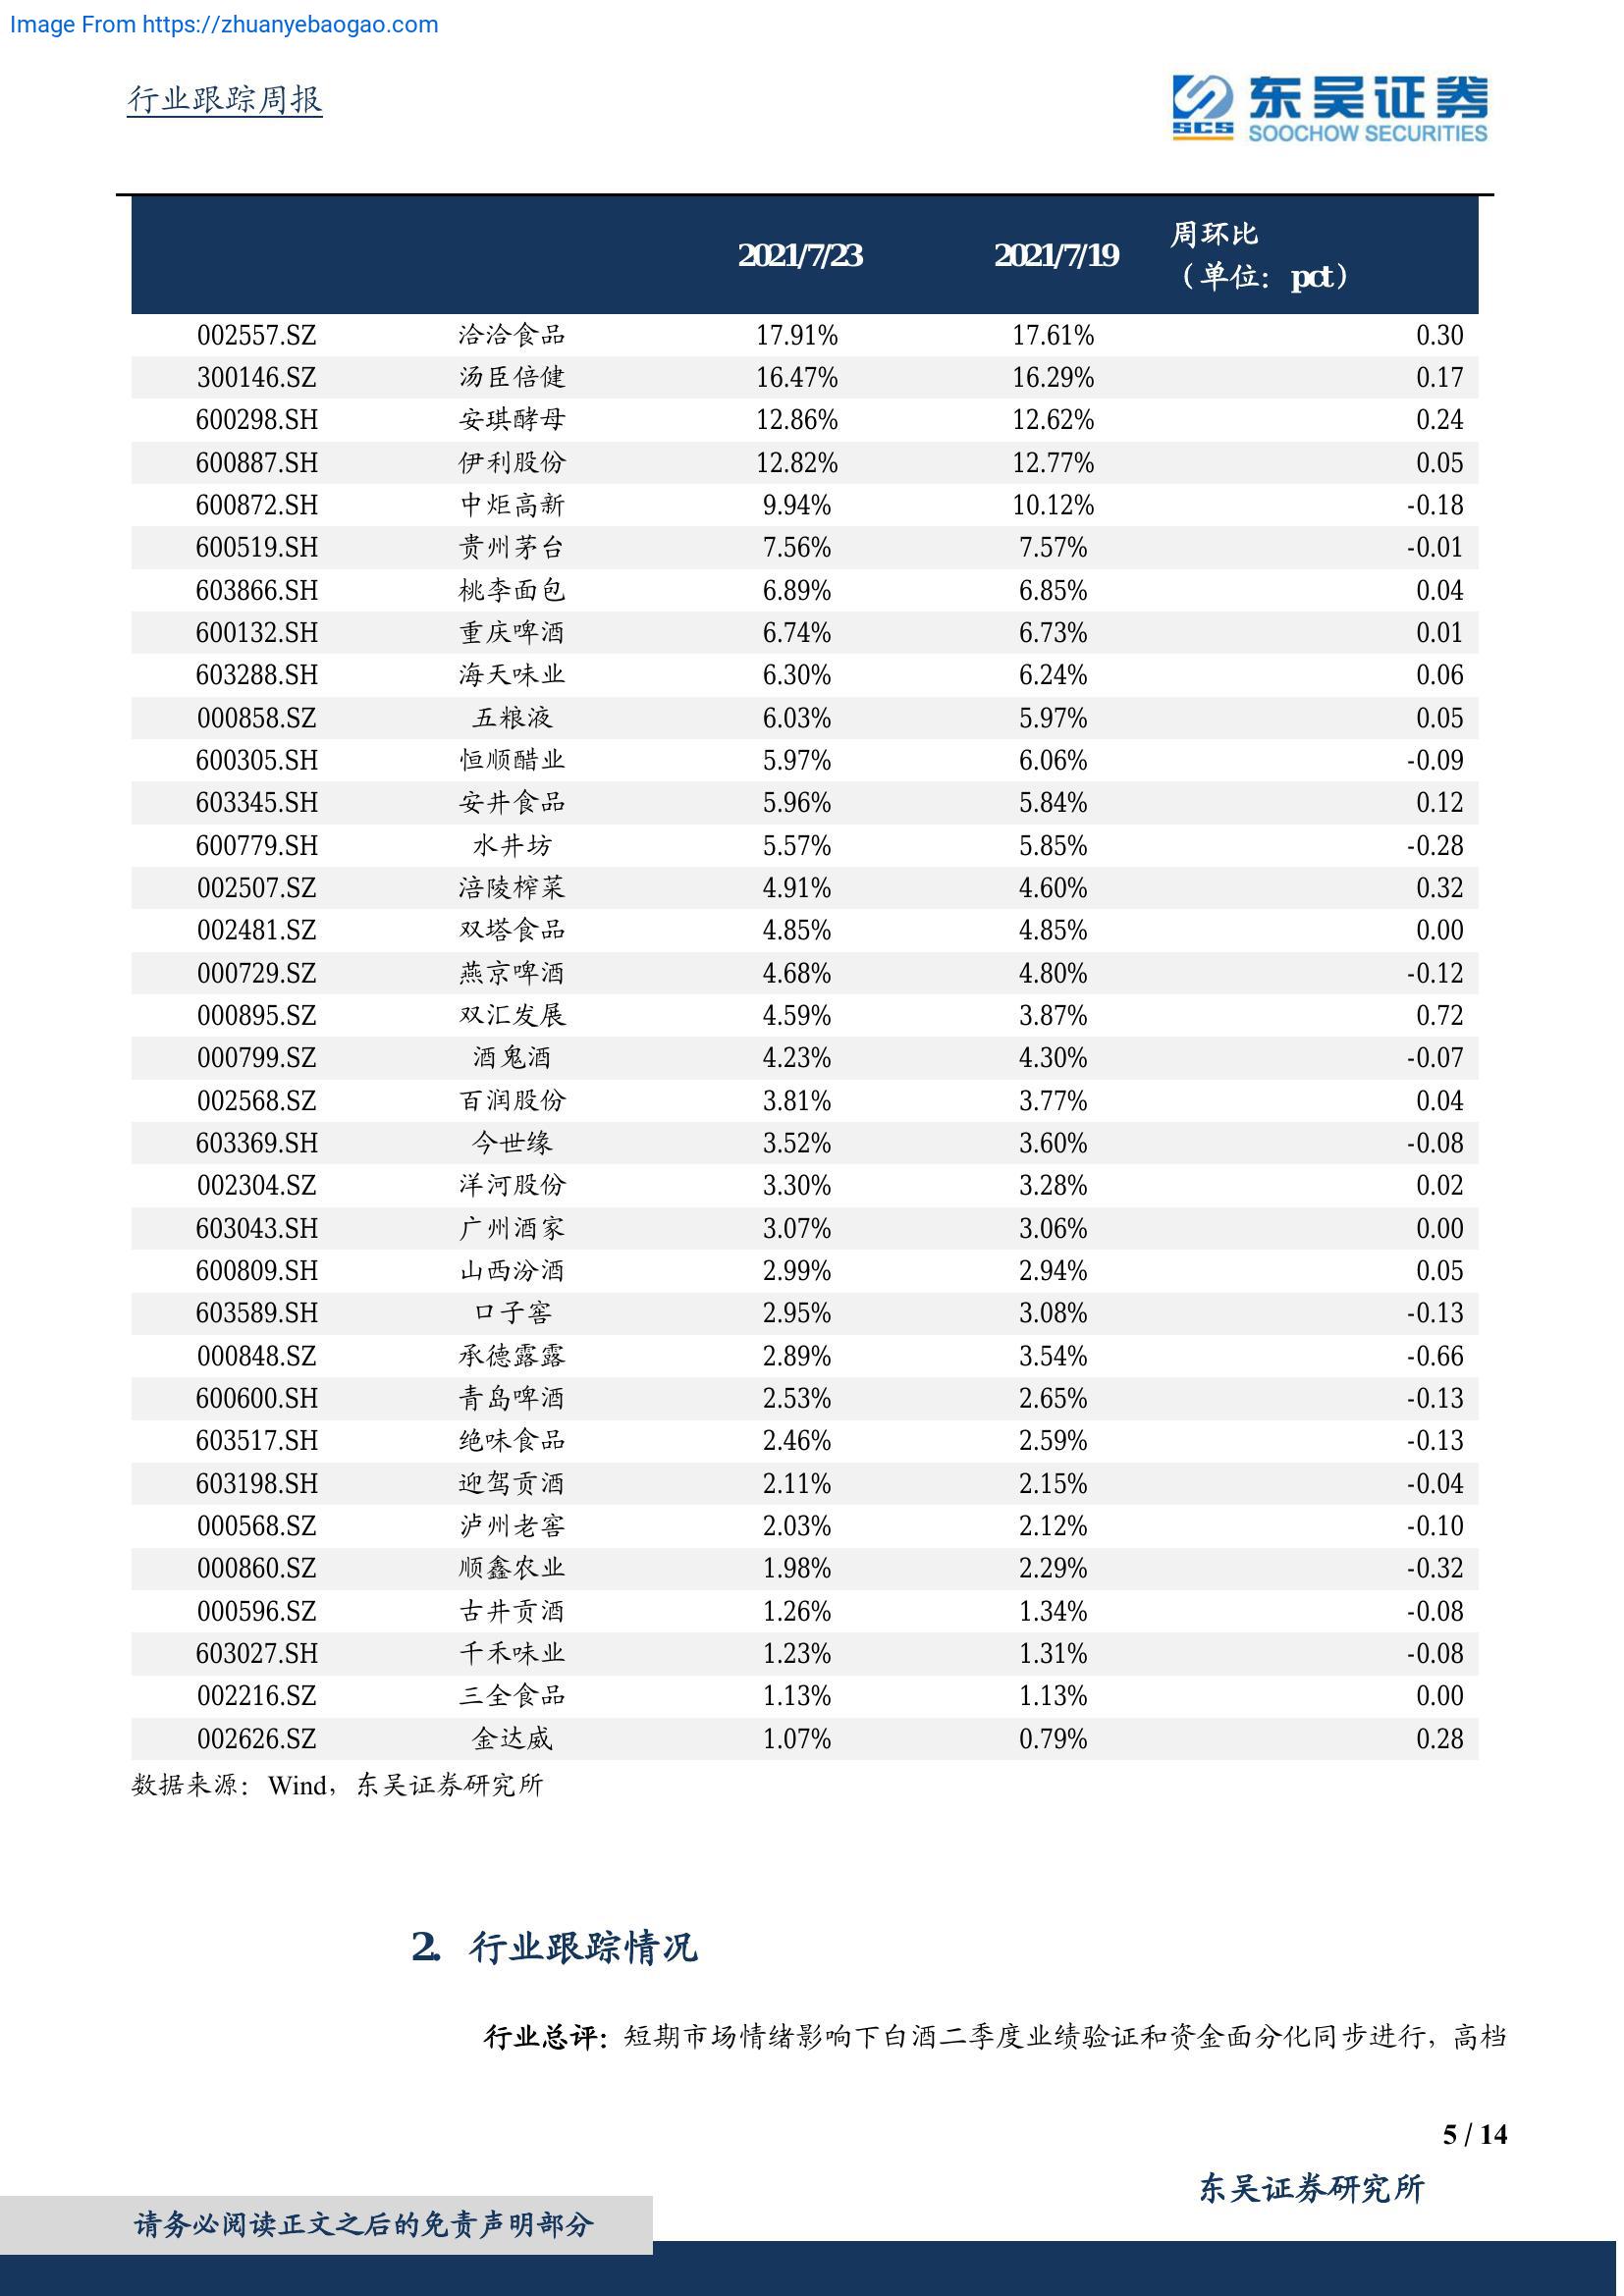 Image From https://zhuanyebaogao.com
行业跟踪周报
东吴证券
SCS
SOOCHOW SECURITIES
2021/7/23 2021/7/19 周环比
（单位：pct）
002557.SZ 洽洽食品 17.91% 17.61% 0.30
300146.SZ 汤臣倍健 16.47% 16.29% 0.17
600298.SH 安琪酵母 12.86% 12.62% 0.24
600887.SH 伊利股份 12.82% 12.77% 0.05
600872.SH 中炬高新 9.94% 10.12% -0.18
600519.SH 贵州茅台 7.56% 7.57% -0.01
603866.SH 桃李面包 6.89% 6.85% 0.04
600132.SH 重庆啤酒 6.74% 6.73% 0.01
603288.SH 海天味业 6.30% 6.24% 0.06
000858.SZ 五粮液 6.03% 5.97% 0.05
600305.SH 恒顺醋业 5.97% 6.06% -0.09
603345.SH 安井食品 5.96% 5.84% 0.12
600779.SH 水井坊 5.57% 5.85% -0.28
002507.SZ 涪陵榨菜 4.91% 4.60% 0.32
002481.SZ 双塔食品 4.85% 4.85% 0.00
000729.SZ 燕京啤酒 4.68% 4.80% -0.12
000895.SZ 双汇发展 4.59% 3.87% 0.72
000799.SZ 酒鬼酒 4.23% 4.30% -0.07
002568.SZ 百润股份 3.81% 3.77% 0.04
603369.SH 今世缘 3.52% 3.60% -0.08
002304.SZ 洋河股份 3.30% 3.28% 0.02
603043.SH 广州酒家 3.07% 3.06% 0.00
600809.SH 山西汾酒 2.99% 2.94% 0.05
603589.SH 口子窖 2.95% 3.08% -0.13
000848.SZ 承德露露 2.89% 3.54% -0.66
600600.SH 青岛啤酒 2.53% 2.65% -0.13
603517.SH 绝味食品 2.46% 2.59% -0.13
603198.SH 迎驾贡酒 2.11% 2.15% -0.04
000568.SZ 泸州老窖 2.03% 2.12% -0.10
000860.SZ 顺鑫农业 1.98% 2.29% -0.32
000596.SZ 古井贡酒 1.26% 1.34% -0.08
603027.SH 千禾味业 1.23% 1.31% -0.08
002216.SZ 三全食品 1.13% 1.13% 0.00
002626.SZ 金达威 1.07% 0.79% 0.28
数据来源：Wind，东吴证券研究所
2. 行业跟踪情况
行业总评：短期市场情绪影响下白酒二季度业绩验证和资金面分化同步进行，高档
5 / 14
东吴证券研究所
请务必阅读正文之后的免责声明部分